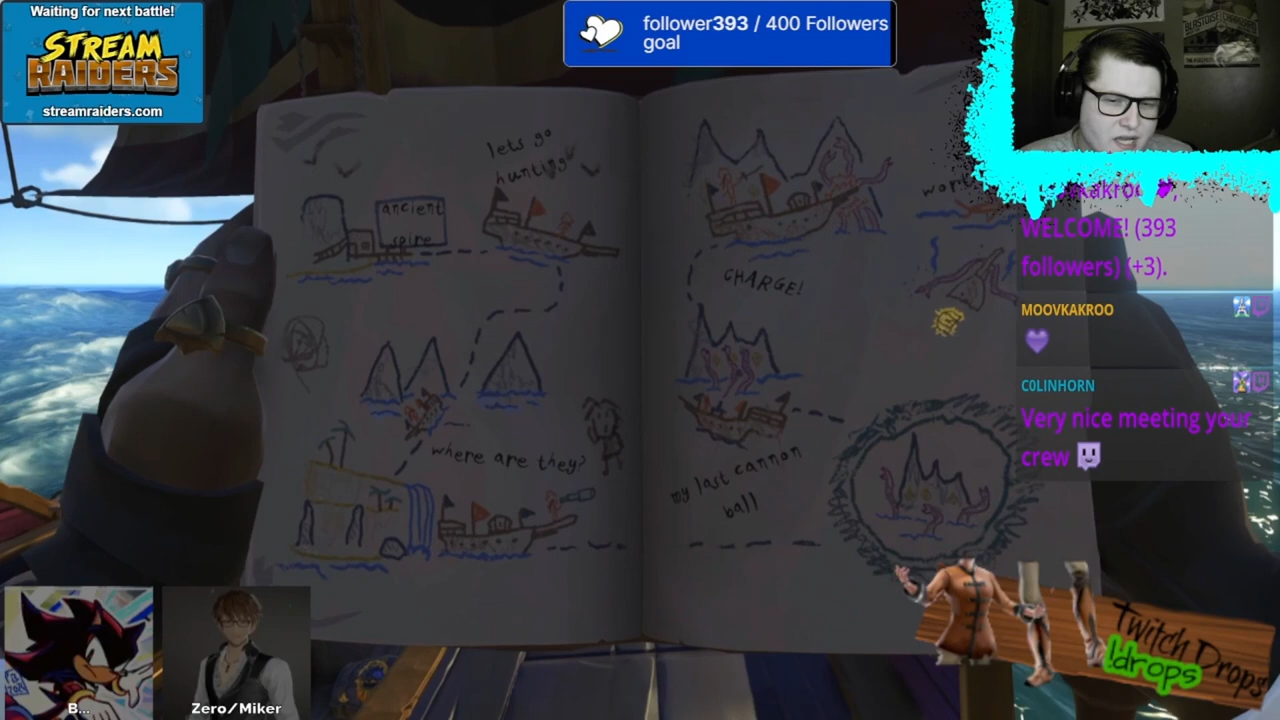 Waiting for next battle!
STREAM
RAIDERS
streamraiders.com
follower393 / 400 Followers
goal
lets go
hunting
ancient
spire
where are they?
CHARGE!
my last cannon
ball
WELCOME! (393
followers) (+3).
MOOVKAKROO
C0LINHORN
Very nice meeting your
crew
Twitch Drops
!drops
B...
Zero/Miker